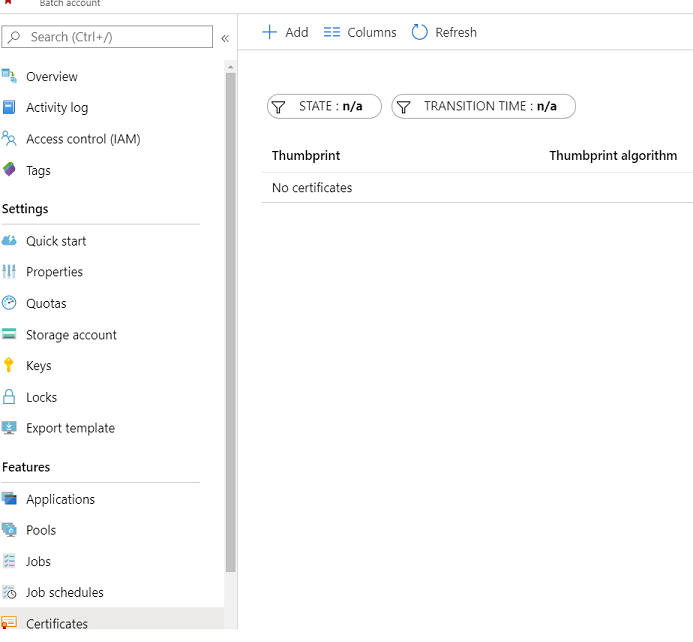 Batch account
Search (Ctrl+/)
«
Add
Columns
Refresh
Overview
Activity log
Access control (IAM)
Tags
Settings
Quick start
Properties
Quotas
Storage account
Keys
Locks
Export template
Features
Applications
Pools
Jobs
Job schedules
Certificates
STATE : n/a
TRANSITION TIME : n/a
Thumbprint
Thumbprint algorithm
No certificates